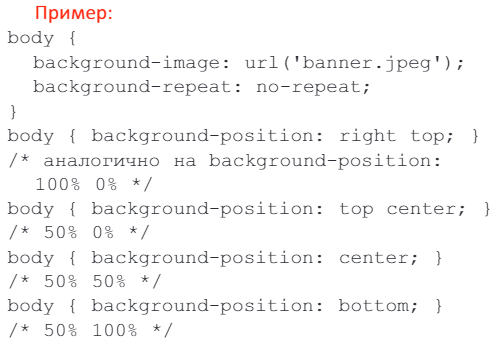 Пример:
body {
background-image: url('banner.jpeg');
background-repeat: no-repeat;
}
body { background-position: right top; }
/* аналогично на background-position:
100% 0% */
body { background-position: top center; }
/* 50% 0% */
body { background-position: center; }
/* 50% 50% */
body { background-position: bottom; }
/* 50% 100% */